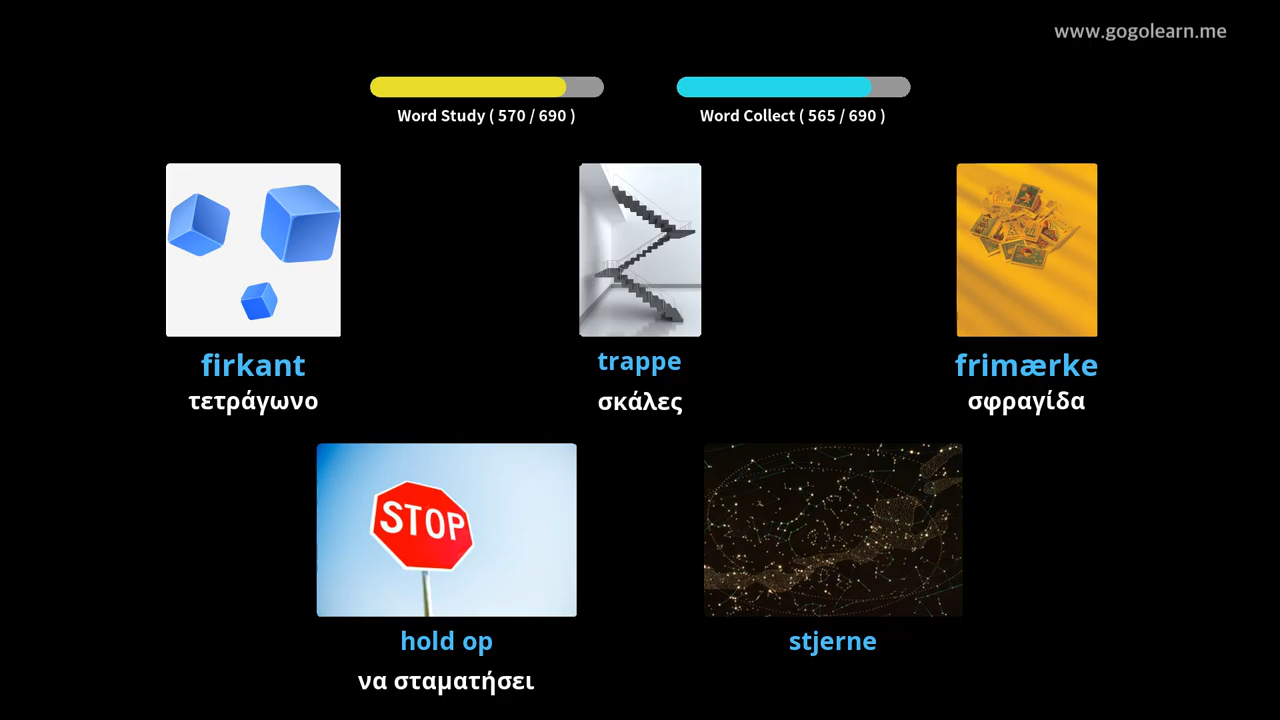 www.gogolearn.me
Word Study ( 570 / 690 )
Word Collect ( 565 / 690 )
firkant
τετράγωνο
trappe
σκάλες
frimærke
σφραγίδα
STOP
hold op
να σταματήσει
stjerne